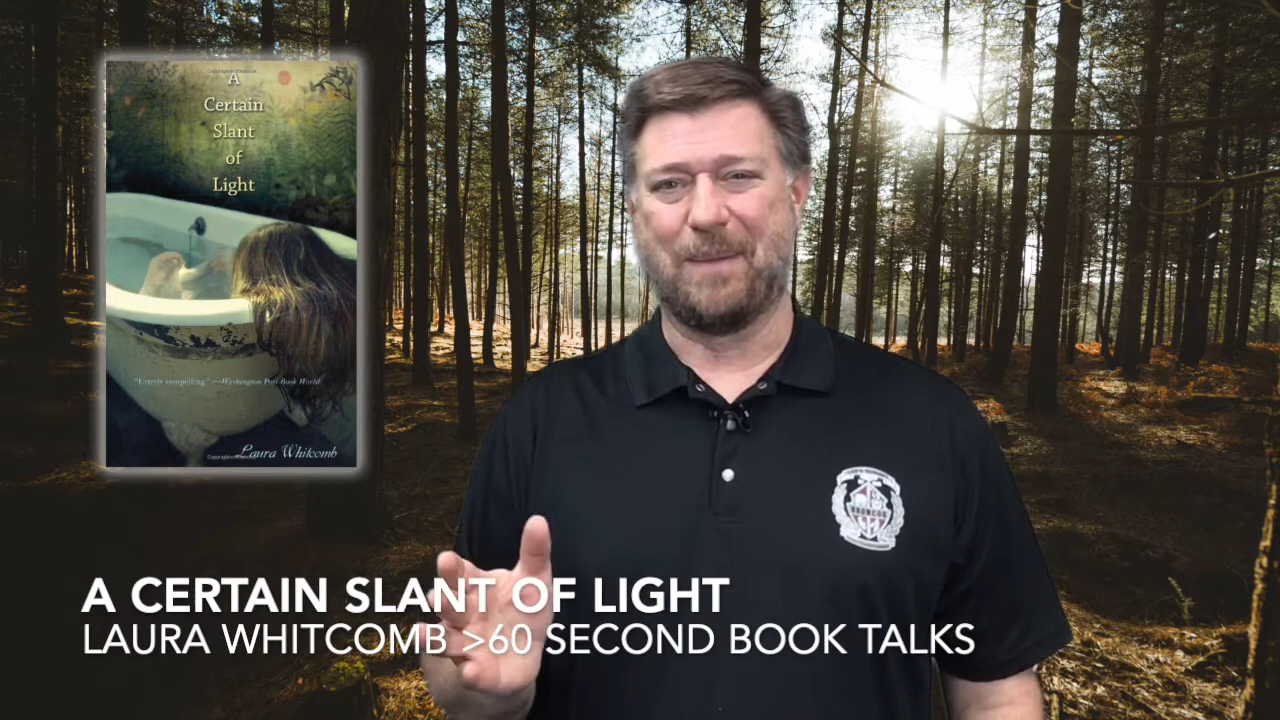 A
Certain
Slant
of
Light
"Utterly compelling." —Washington Post Book World
Laura Whitcomb
BRONCOS
A CERTAIN SLANT OF LIGHT
LAURA WHITCOMB >60 SECOND BOOK TALKS